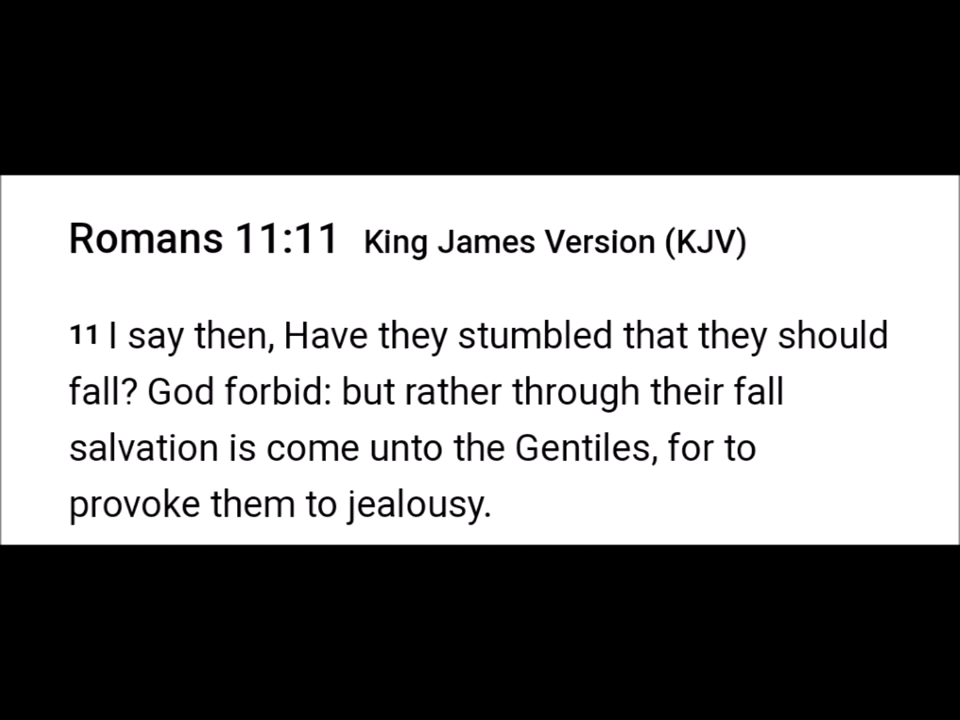 Romans 11:11 King James Version (KJV)
11 I say then, Have they stumbled that they should
fall? God forbid: but rather through their fall
salvation is come unto the Gentiles, for to
provoke them to jealousy.